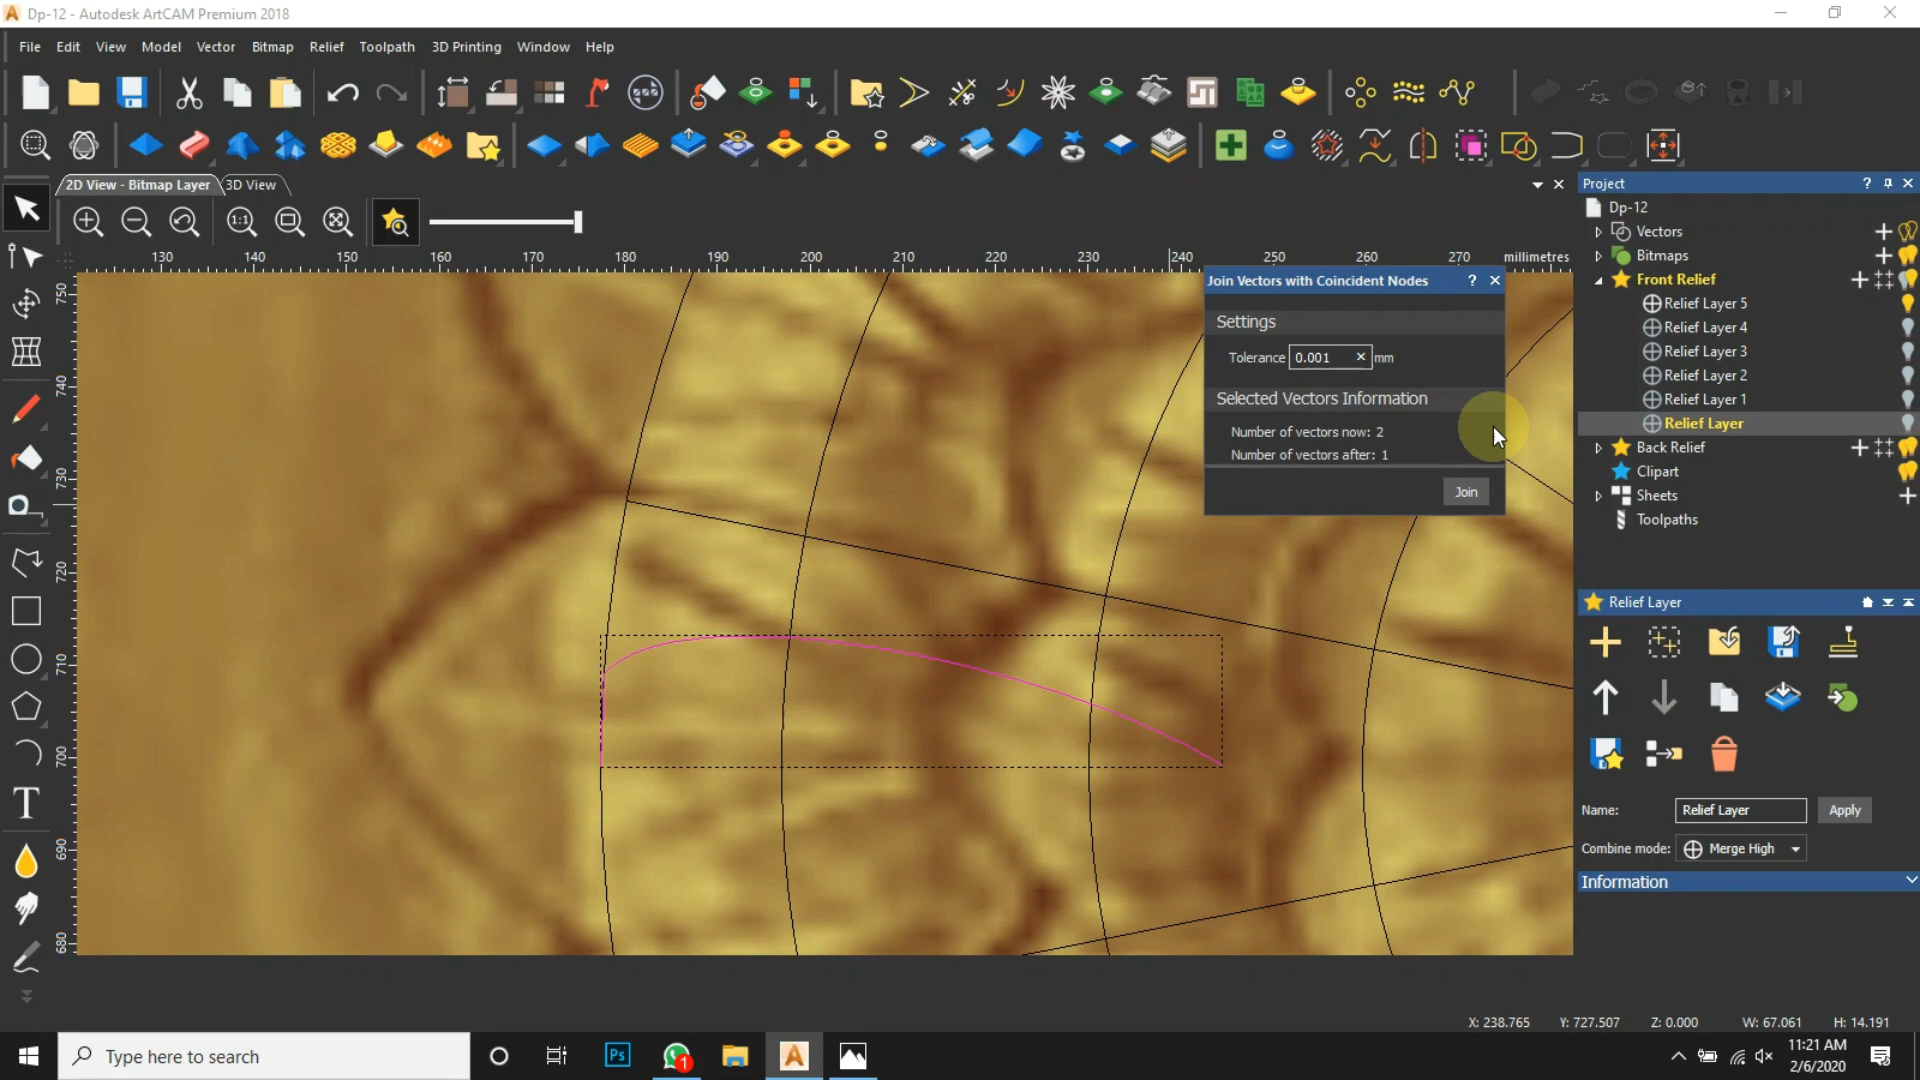 Dp-12 - Autodesk ArtCAM Premium 2018
File Edit View Model Vector Bitmap Relief Toolpath 3D Printing Window Help
2D View - Bitmap Layer 3D View
130 140 150 160 170 180 190 200 210 220 230 240 250 260 270 millimetres
750
740
730
720
710
700
690
680
Join Vectors with Coincident Nodes
Settings
Tolerance 0.001 mm
Selected Vectors Information
Number of vectors now: 2
Number of vectors after: 1
Join
Project
Dp-12
Vectors
Bitmaps
Front Relief
Relief Layer 5
Relief Layer 4
Relief Layer 3
Relief Layer 2
Relief Layer 1
Relief Layer
Back Relief
Clipart
Sheets
Toolpaths
Relief Layer
Name: Relief Layer Apply
Combine mode: Merge High
Information
X: 238.765 Y: 727.507 Z: 0.000 W: 67.061 H: 14.191
Type here to search
Ps
1
11:21 AM
2/6/2020